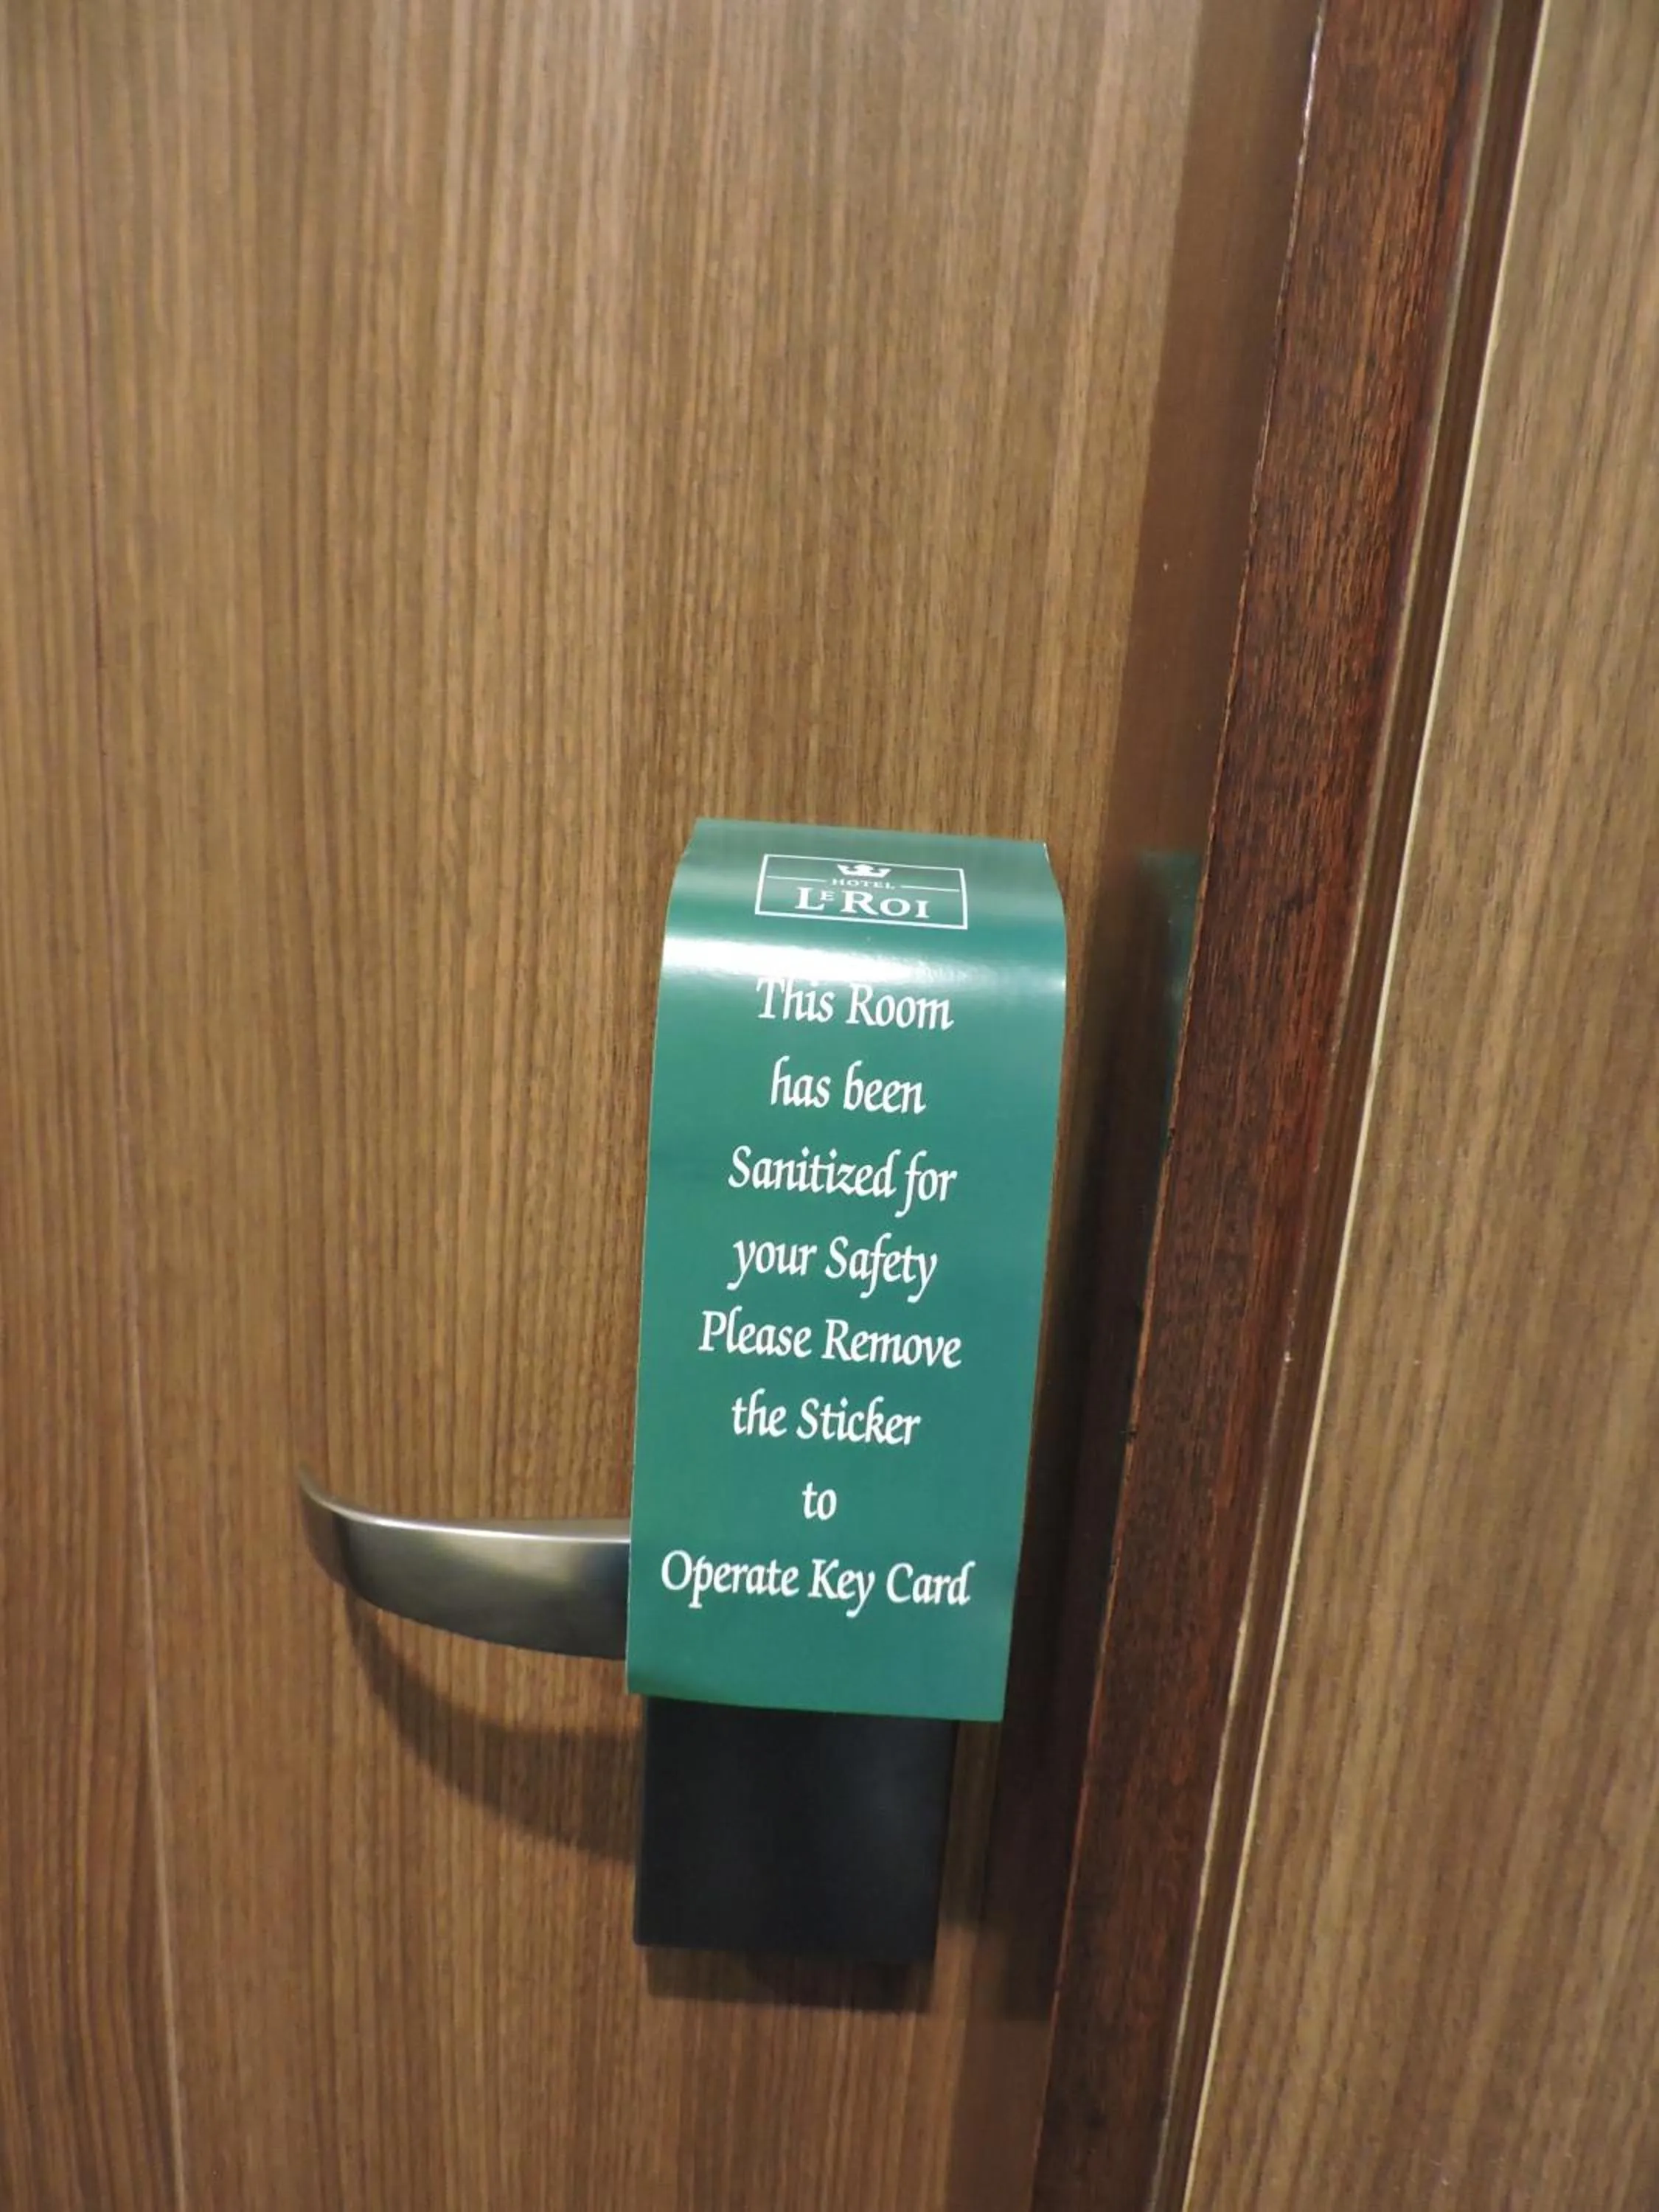 HOTEL
LE ROI
This Room
has been
Sanitized for
your Safety
Please Remove
the Sticker
to
Operate Key Card